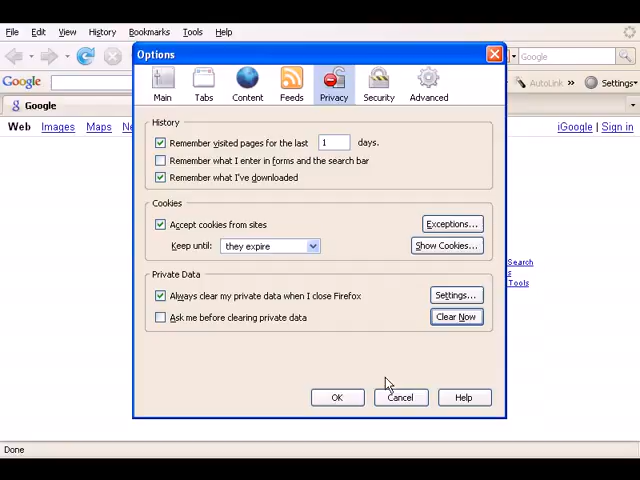 File Edit View History Bookmarks Tools Help
Options
Google
Google
AutoLink
Settings
Main Tabs Content Feeds Privacy Security Advanced
Google
Web Images Maps
iGoogle | Sign in
History
Remember visited pages for the last 1 days.
Remember what I enter in forms and the search bar
Remember what I've downloaded
Cookies
Accept cookies from sites Exceptions...
Keep until: they expire Show Cookies...
Search
Tools
Private Data
Always clear my private data when I close Firefox Settings...
Ask me before clearing private data Clear Now
OK Cancel Help
Done